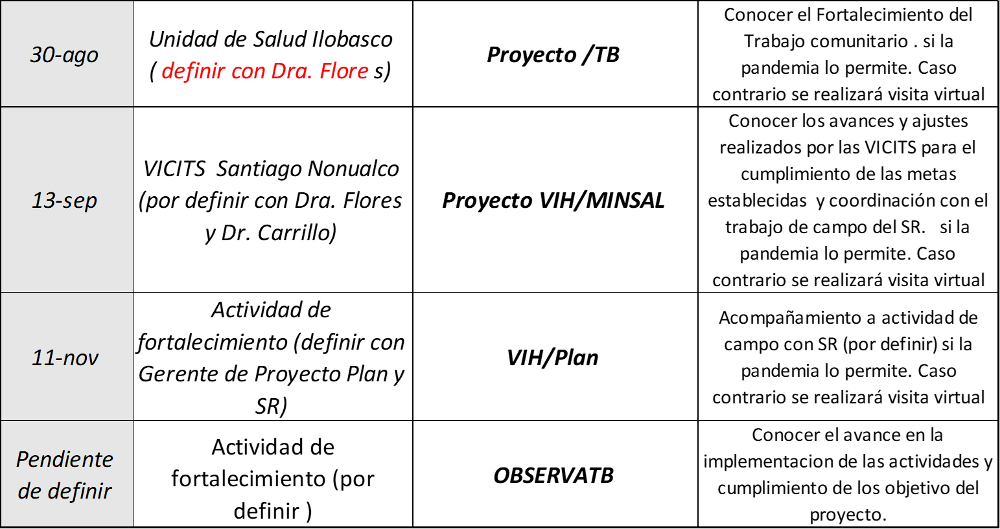 30-ago
Unidad de Salud Ilobasco
( definir con Dra. Flore s)
Proyecto /TB
Conocer el Fortalecimiento del
Trabajo comunitario . si la
pandemia lo permite. Caso
contrario se realizará visita virtual
13-sep
VICITS  Santiago Nonualco
(por definir con Dra. Flores
y Dr. Carrillo)
Proyecto VIH/MINSAL
Conocer los avances y ajustes
realizados por las VICITS para el
cumplimiento de las metas
establecidas  y coordinación con el
trabajo de campo del SR.   si la
pandemia lo permite. Caso
contrario se realizará visita virtual
11-nov
Actividad de
fortalecimiento (definir con
Gerente de Proyecto Plan y
SR)
VIH/Plan
Acompañamiento a actividad de
campo con SR (por definir) si la
pandemia lo permite. Caso
contrario se realizará visita virtual
Pendiente
de definir
Actividad de
fortalecimiento (por
definir )
OBSERVATB
Conocer el avance en la
implementacion de las actividades y
cumplimiento de los objetivo del
proyecto.